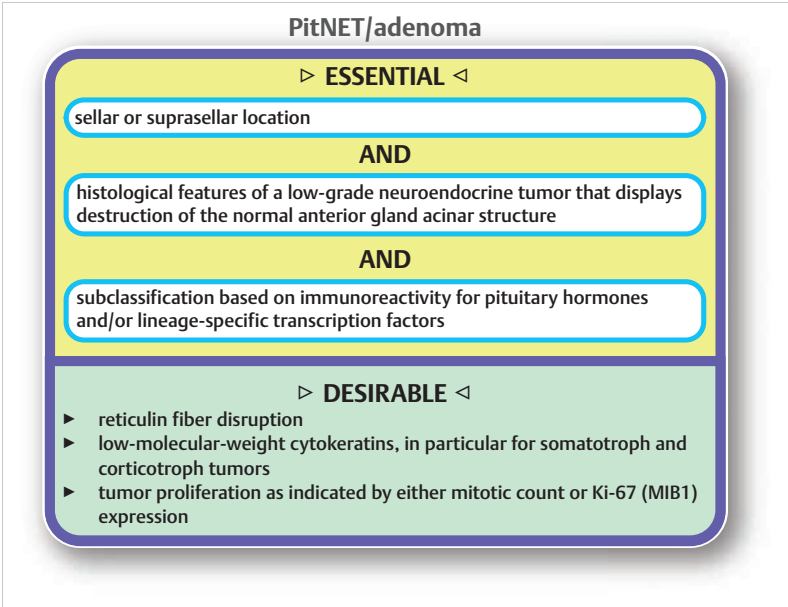 PitNET/adenoma
▷ ESSENTIAL ◁
sellar or suprasellar location
AND
histological features of a low-grade neuroendocrine tumor that displays
destruction of the normal anterior gland acinar structure
AND
subclassification based on immunoreactivity for pituitary hormones
and/or lineage-specific transcription factors
▷ DESIRABLE ◁
► reticulin fiber disruption
► low-molecular-weight cytokeratins, in particular for somatotroph and
corticotroph tumors
► tumor proliferation as indicated by either mitotic count or Ki-67 (MIB1)
expression